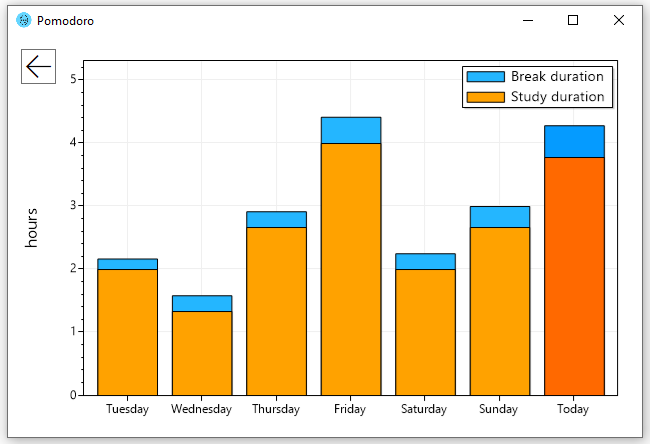 Pomodoro
Break duration
Study duration
5
4
3
2
1
0
hours
Tuesday Wednesday Thursday Friday Saturday Sunday Today